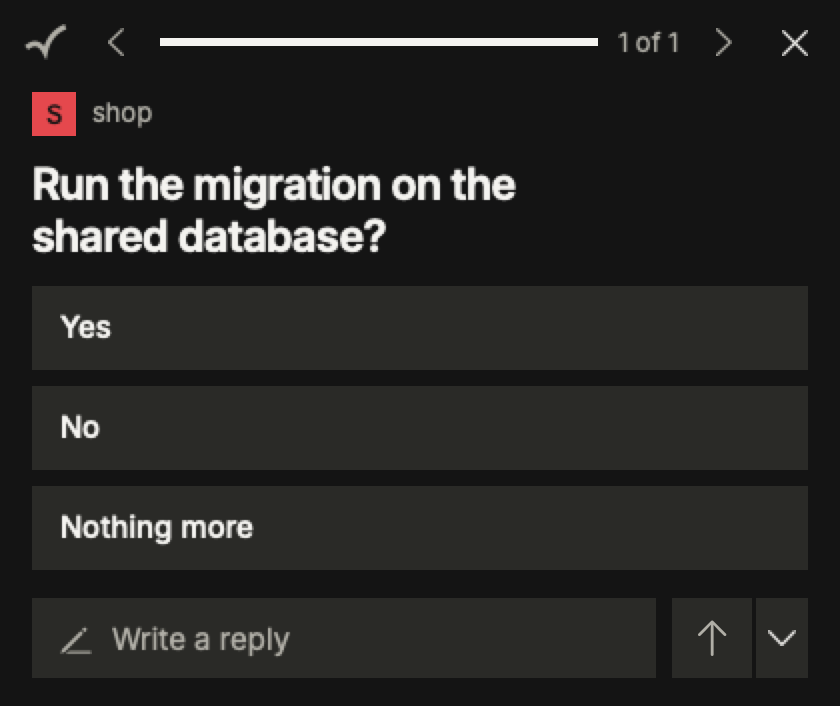 1 of 1
S shop
Run the migration on the
shared database?
Yes
No
Nothing more
Write a reply